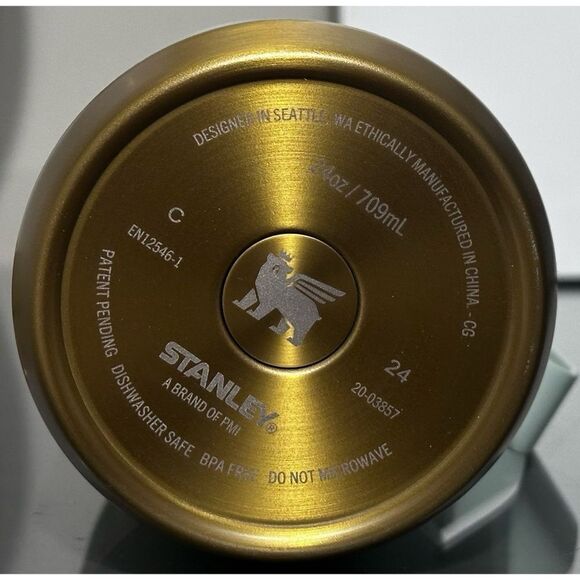 DESIGNED IN SEATTLE, WA ETHICALLY MANUFACTURED IN CHINA. - CG ·
24oz / 709mL
C
EN12546-1
24
20-03857
STANLEY®
A BRAND OF PMI
PATENT PENDING DISHWASHER SAFE BPA FREE DO NOT MICROWAVE